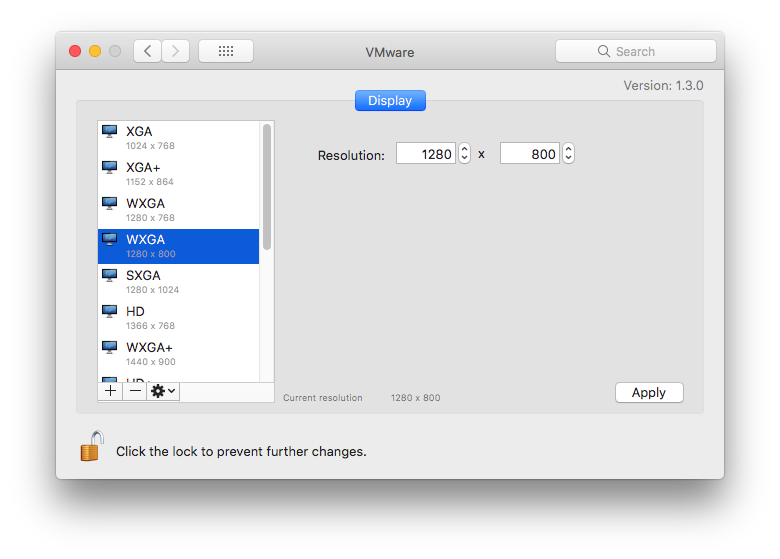 VMware
Search
Version: 1.3.0
Display
XGA
1024 x 768
XGA+
1152 x 864
WXGA
1280 x 768
WXGA
1280 x 800
SXGA
1280 x 1024
HD
1366 x 768
WXGA+
1440 x 900
Resolution: 1280 x 800
Current resolution 1280 x 800
Apply
Click the lock to prevent further changes.